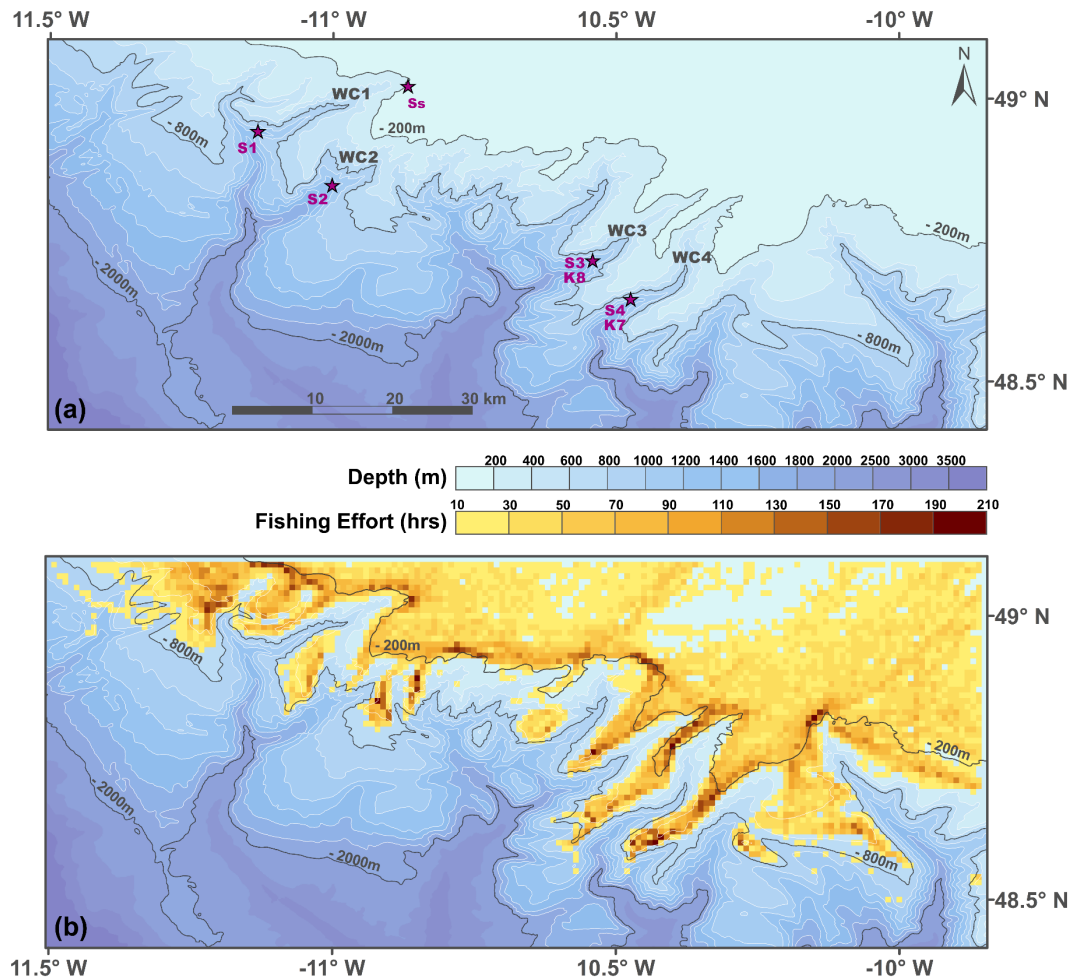 11.5° W -11° W -10.5° W -10° W
N
WC1
Ss
49° N
- 800m
- 200m
S1
WC2
S2
- 200m
WC3
WC4
S3
K8
- 2000m
S4
K7
- 2000m
- 800m
48.5° N
(a)
10 20 30 km
Depth (m) 200 400 600 800 1000 1200 1400 1600 1800 2000 2500 3000 3500
Fishing Effort (hrs) 10 30 50 70 90 110 130 150 170 190 210
49° N
- 800m
- 200m
- 200m
- 2000m
- 2000m
- 800m
48.5° N
(b)
11.5° W -11° W -10.5° W -10° W